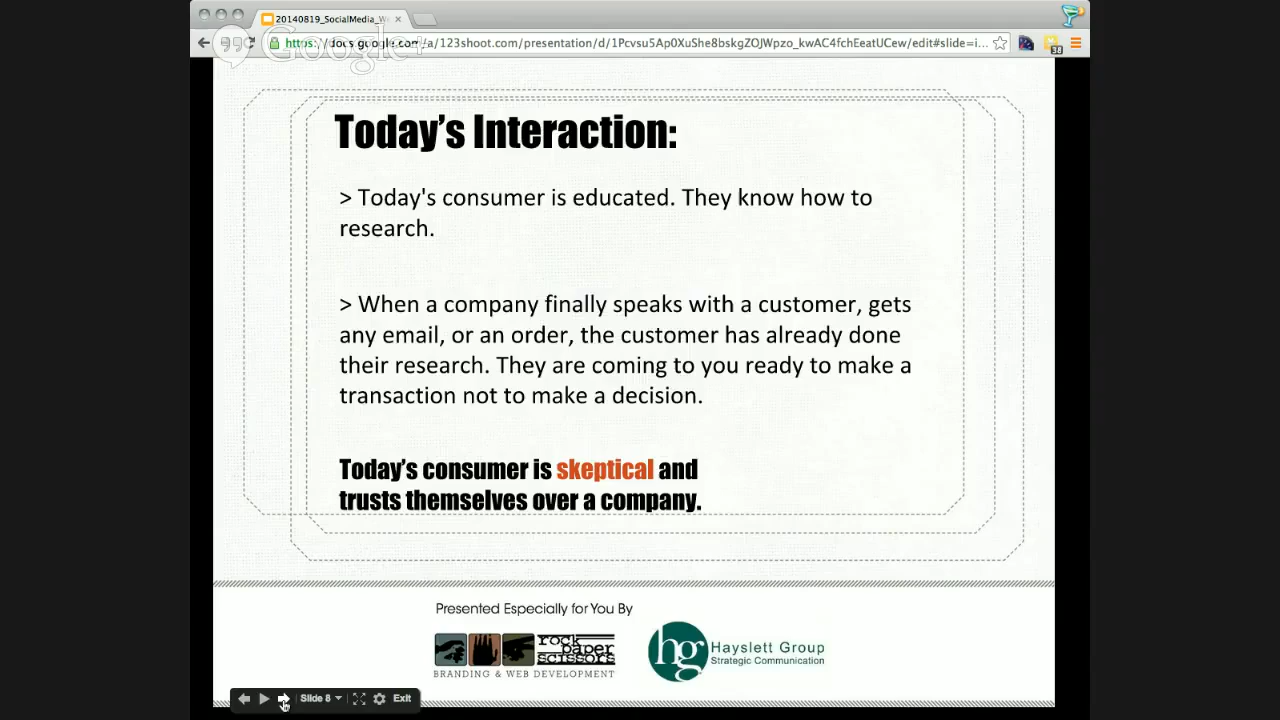 20140819_SocialMedia_We
https://docs.google.com/a/123shoot.com/presentation/d/1Pcvsu5Ap0XuShe8bskgZOJWpzo_kwAC4fchEeatUCew/edit#slide=i...
Google+
38
Today's Interaction:
> Today's consumer is educated. They know how to
research.
> When a company finally speaks with a customer, gets
any email, or an order, the customer has already done
their research. They are coming to you ready to make a
transaction not to make a decision.
Today's consumer is skeptical and
trusts themselves over a company.
Presented Especially for You By
rock
paper
scissors
BRANDING & WEB DEVELOPMENT
hg
Hayslett Group
Strategic Communication
Slide 8
Exit